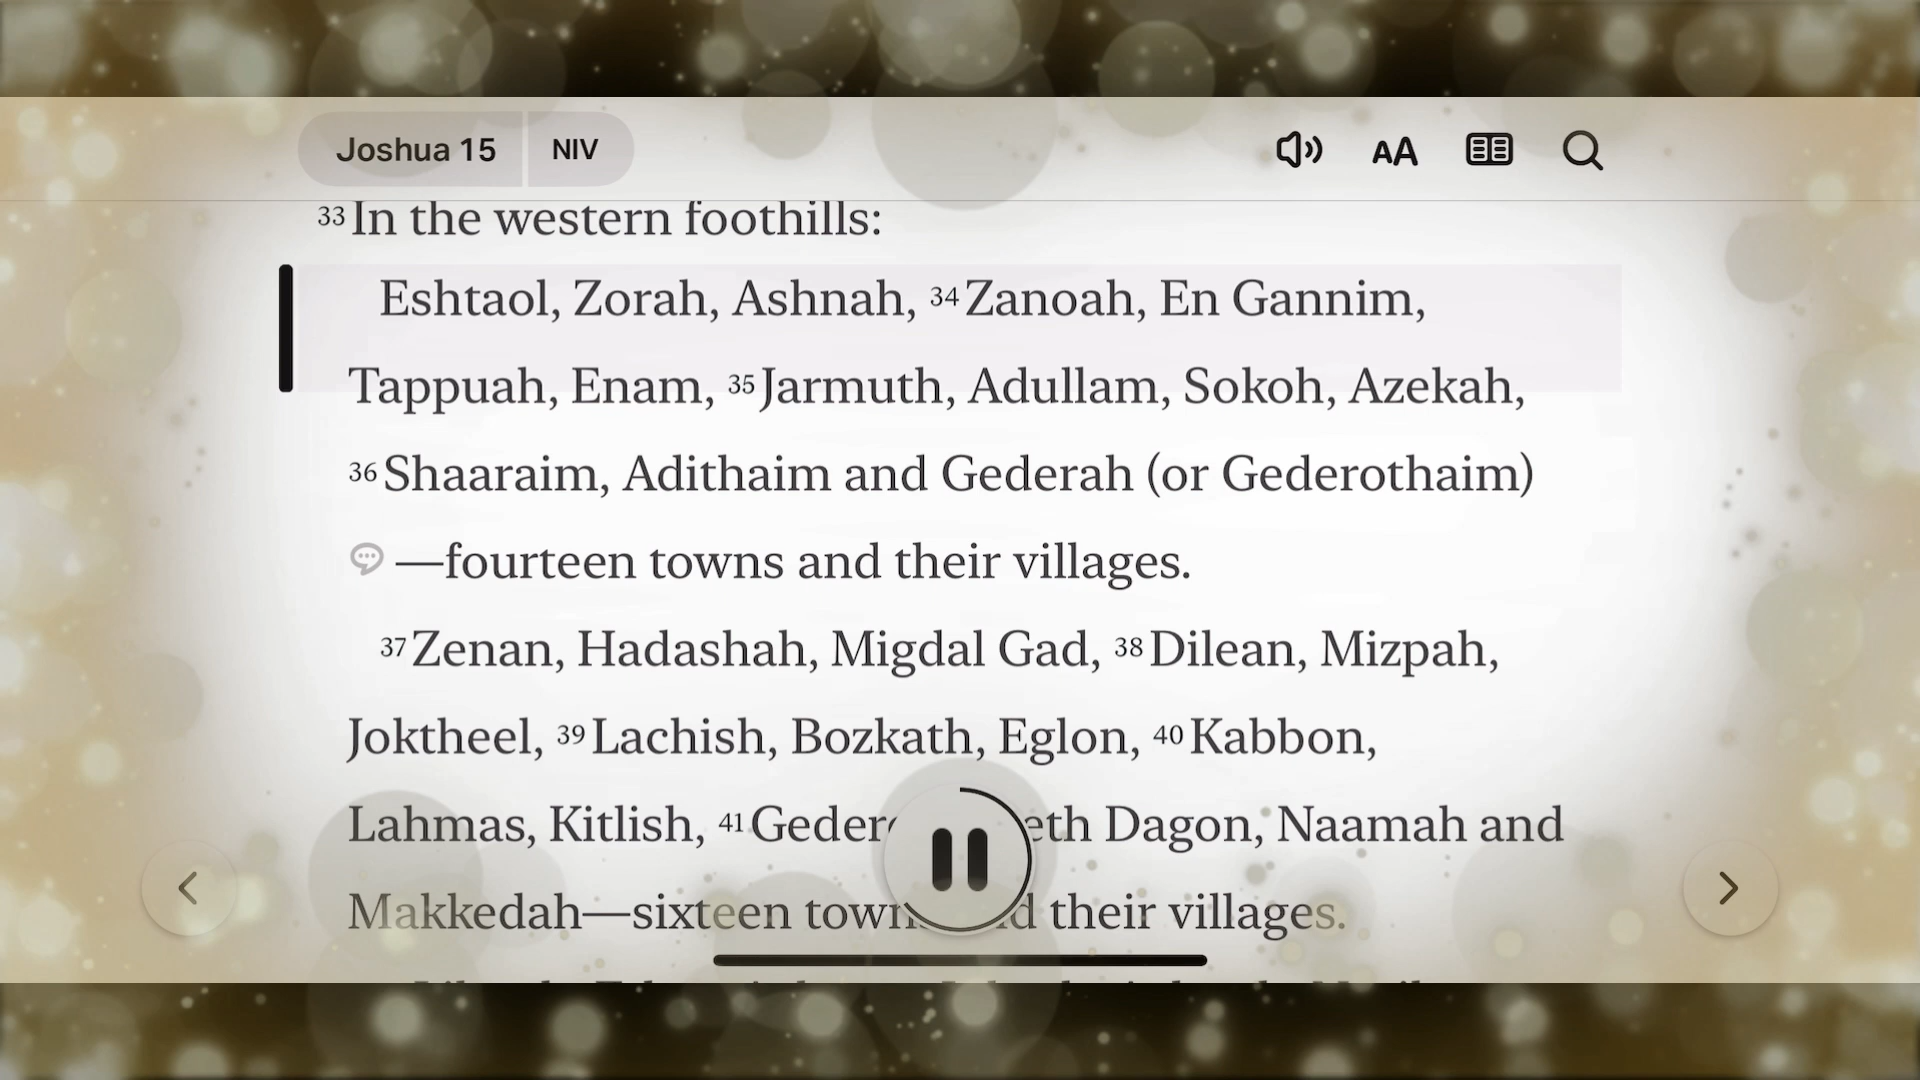 Joshua 15 NIV AA
33 In the western foothills:
Eshtaol, Zorah, Ashnah, 34 Zanoah, En Gannim,
Tappuah, Enam, 35 Jarmuth, Adullam, Sokoh, Azekah,
36 Shaaraim, Adithaim and Gederah (or Gederothaim)
—fourteen towns and their villages.
37 Zenan, Hadashah, Migdal Gad, 38 Dilean, Mizpah,
Joktheel, 39 Lachish, Bozkath, Eglon, 40 Kabbon,
Lahmas, Kitlish, 41 Dagon, Naamah and
Makkedah—sixteen their villages.